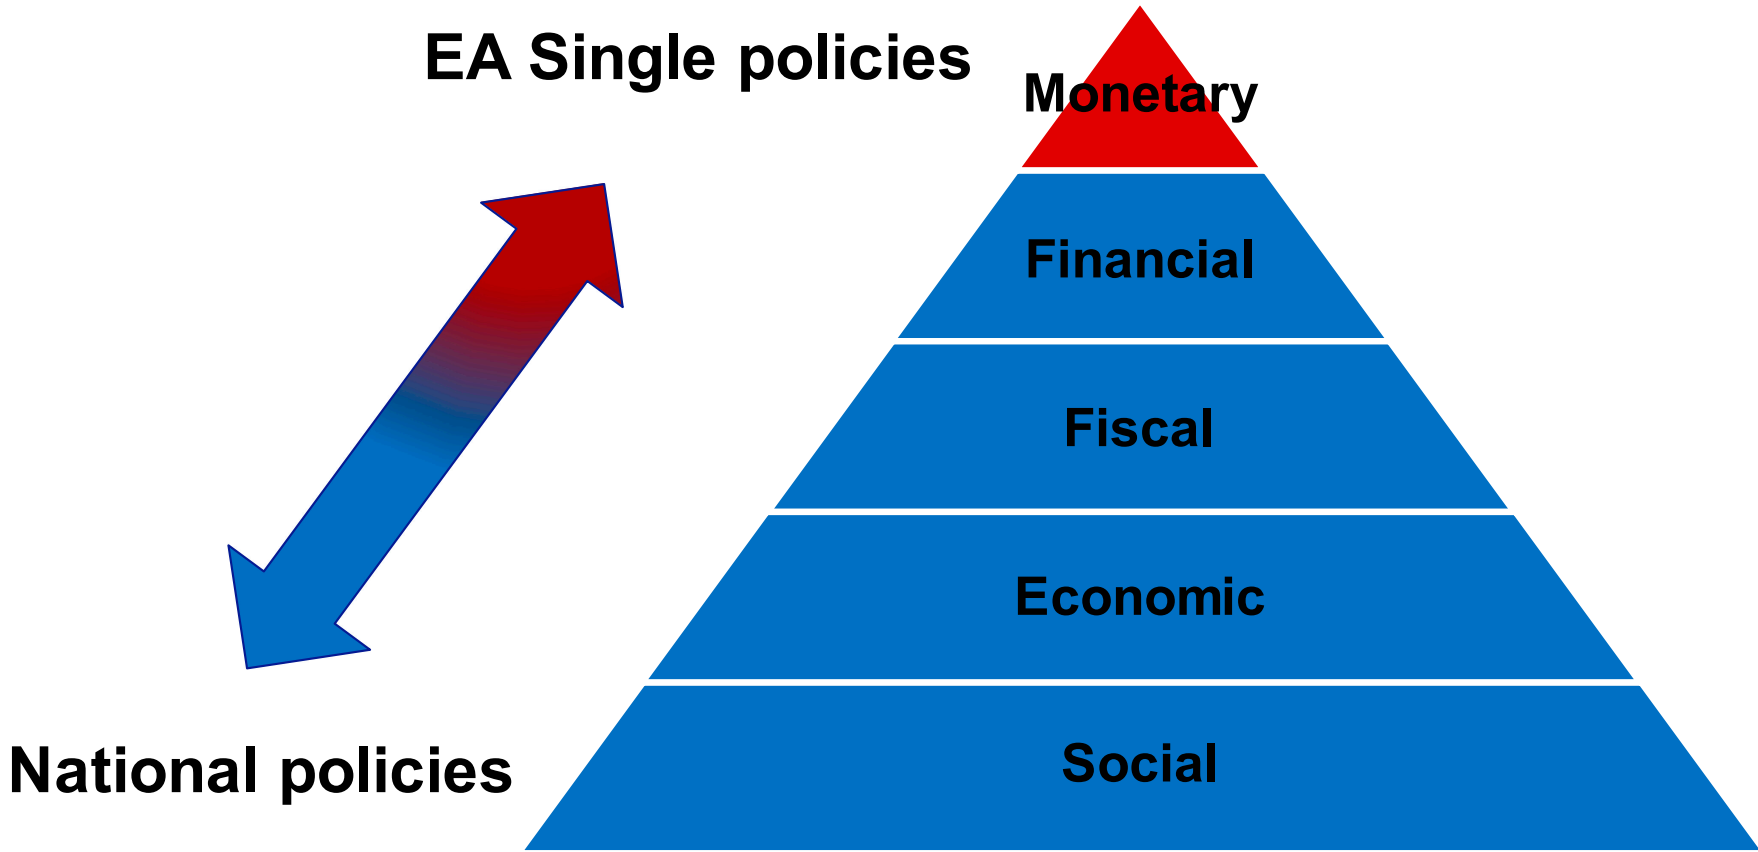 EA Single policies
Monetary
Financial
Fiscal
Economic
Social
National policies